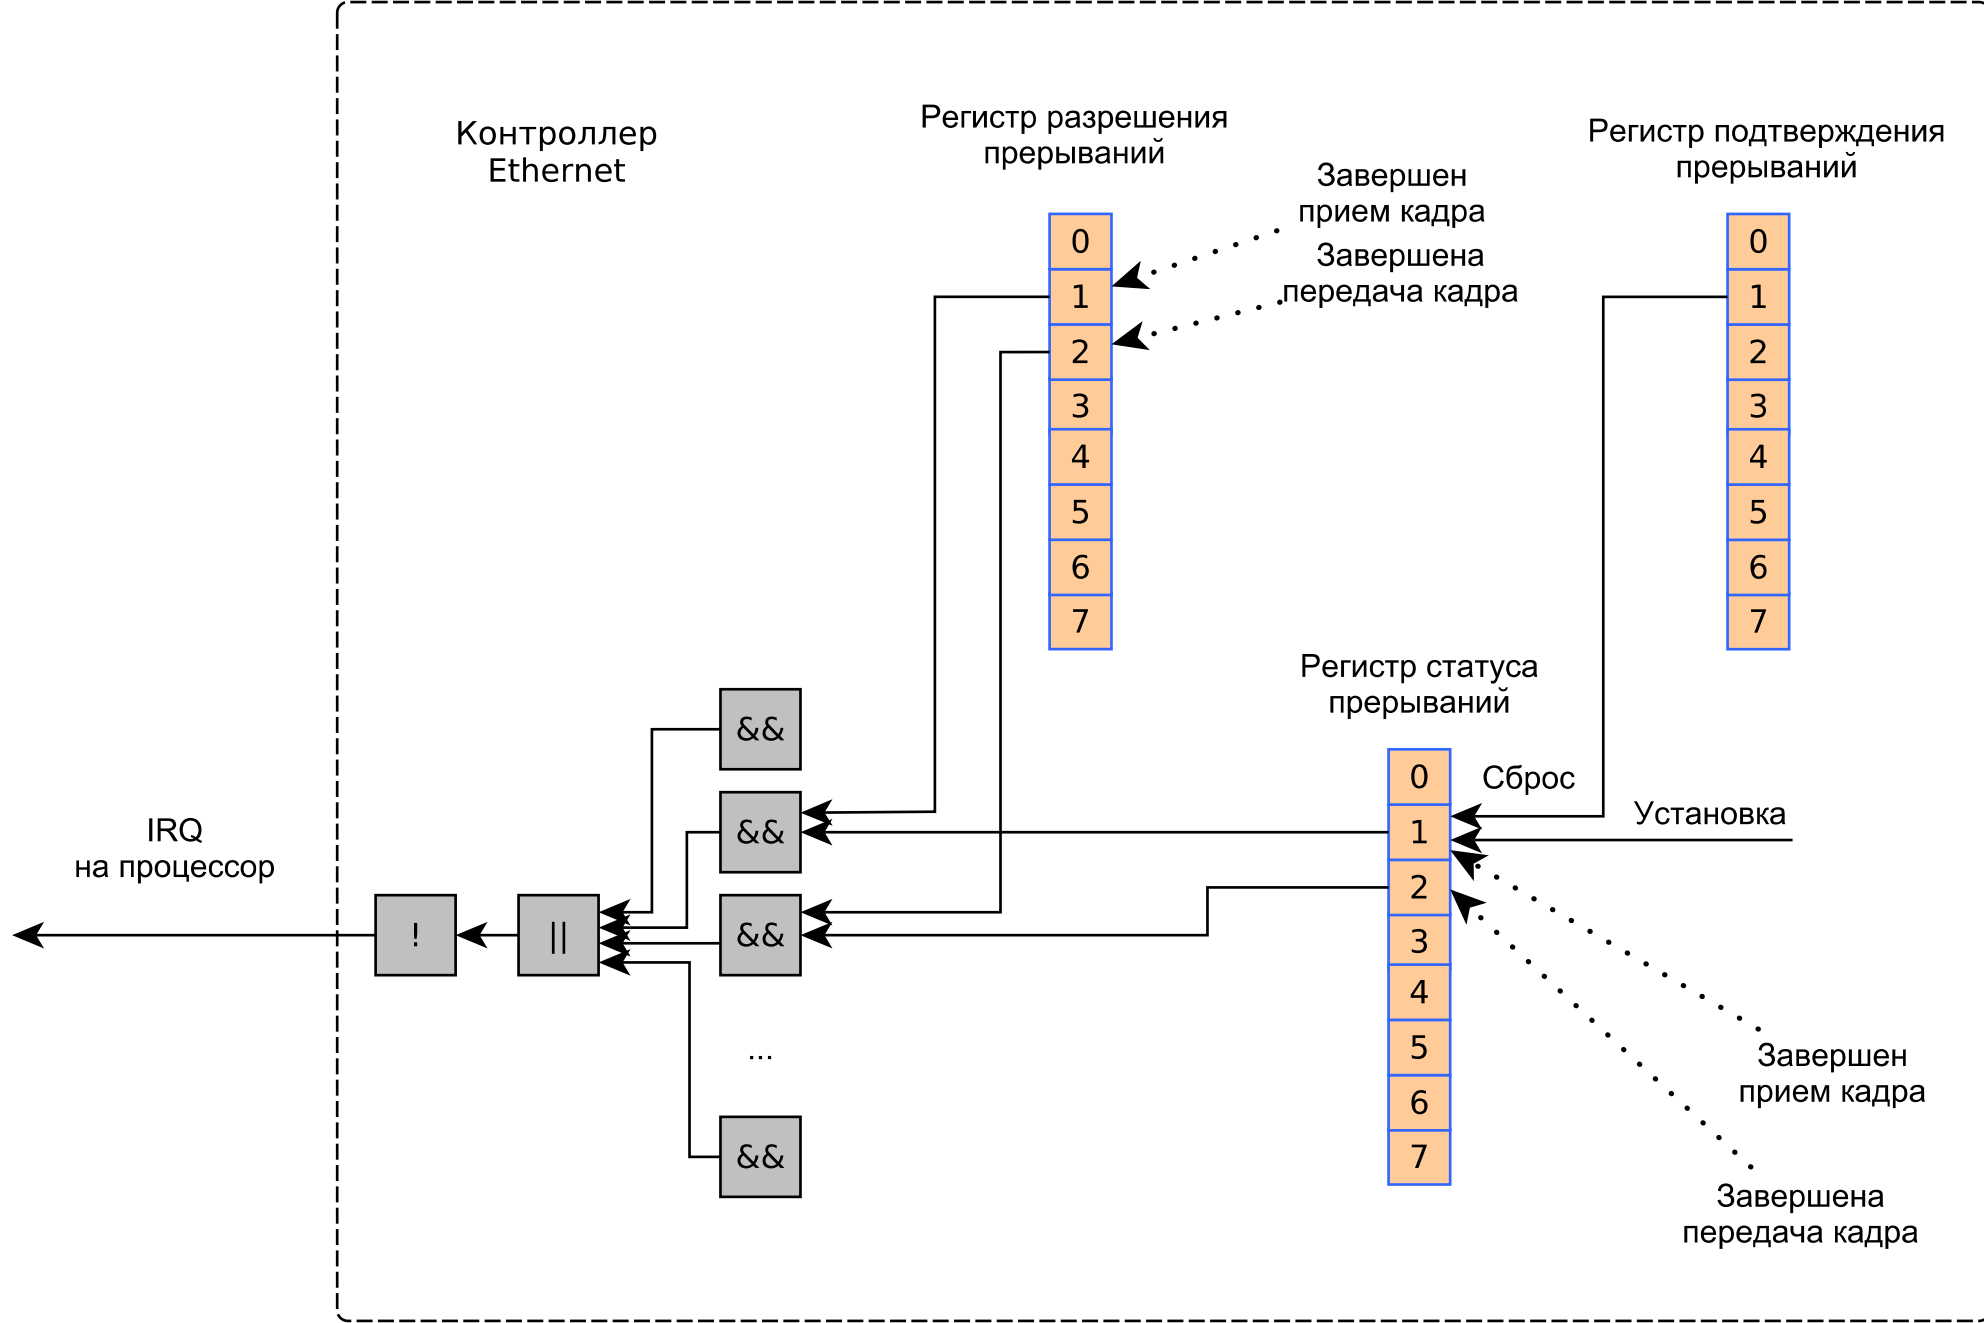 Контроллер
Ethernet
Регистр разрешения
прерываний
Регистр подтверждения
прерываний
Завершен
прием кадра
Завершена
передача кадра
0
1
2
3
4
5
6
7
0
1
2
3
4
5
6
7
Регистр статуса
прерываний
0
1
2
3
4
5
6
7
Сброс
Установка
&&
&&
&&
...
&&
||
!
IRQ
на процессор
Завершен
прием кадра
Завершена
передача кадра